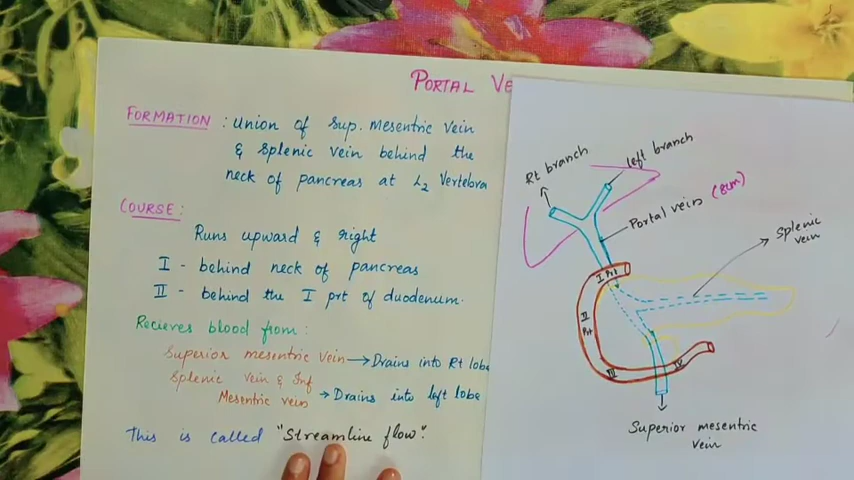 PORTAL VE
FORMATION : Union of Sup. Mesentric Vein
& Splenic Vein behind the
neck of pancreas at L2 Vertebra
COURSE :
Runs upward & right
I - behind neck of pancreas
II - behind the I prt of duodenum.
Recieves blood from:
Superior mesentric vein → Drains into Rt lobe
Splenic Vein & Inf
Mesentric vein → Drains into left lobe
This is called "Streamline flow".
Rt branch
left branch
Portal vein (8cm)
Splenic
vein
I Prt
II
Prt
III
IV
Superior mesentric
vein